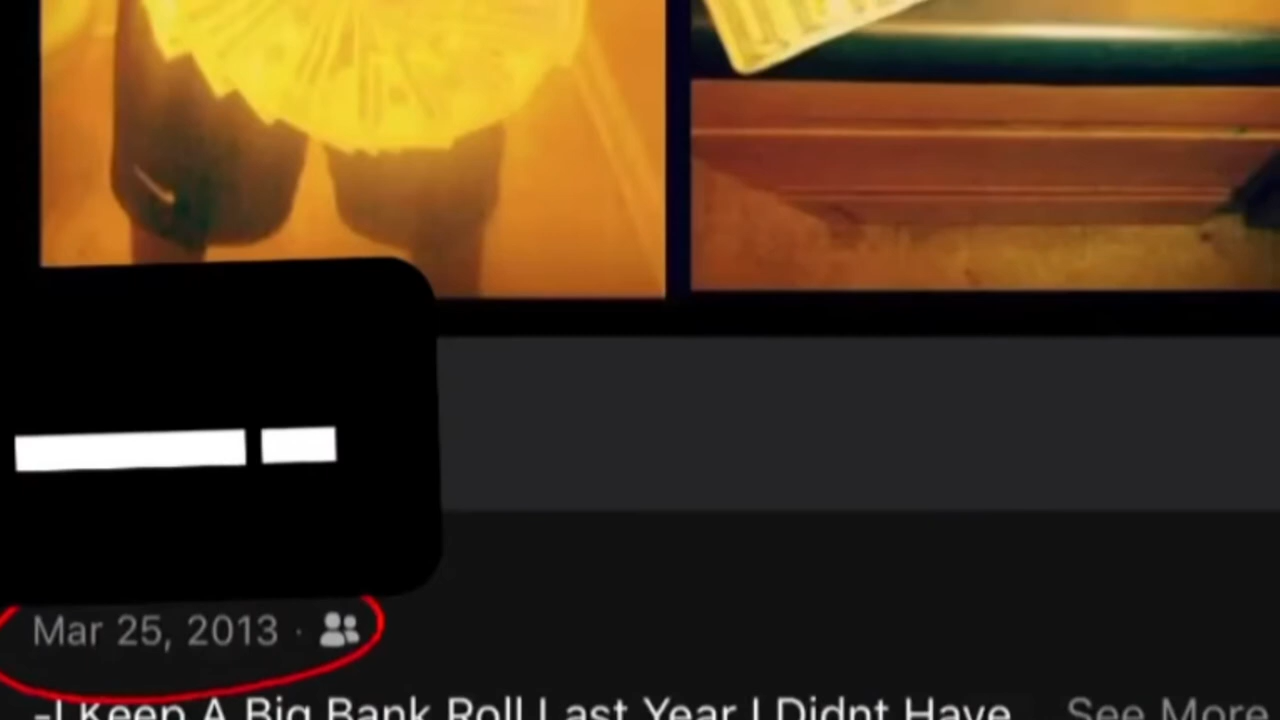 Mar 25, 2013 ·
-I Keep A Big Bank Roll Last Year I Didnt Have See More